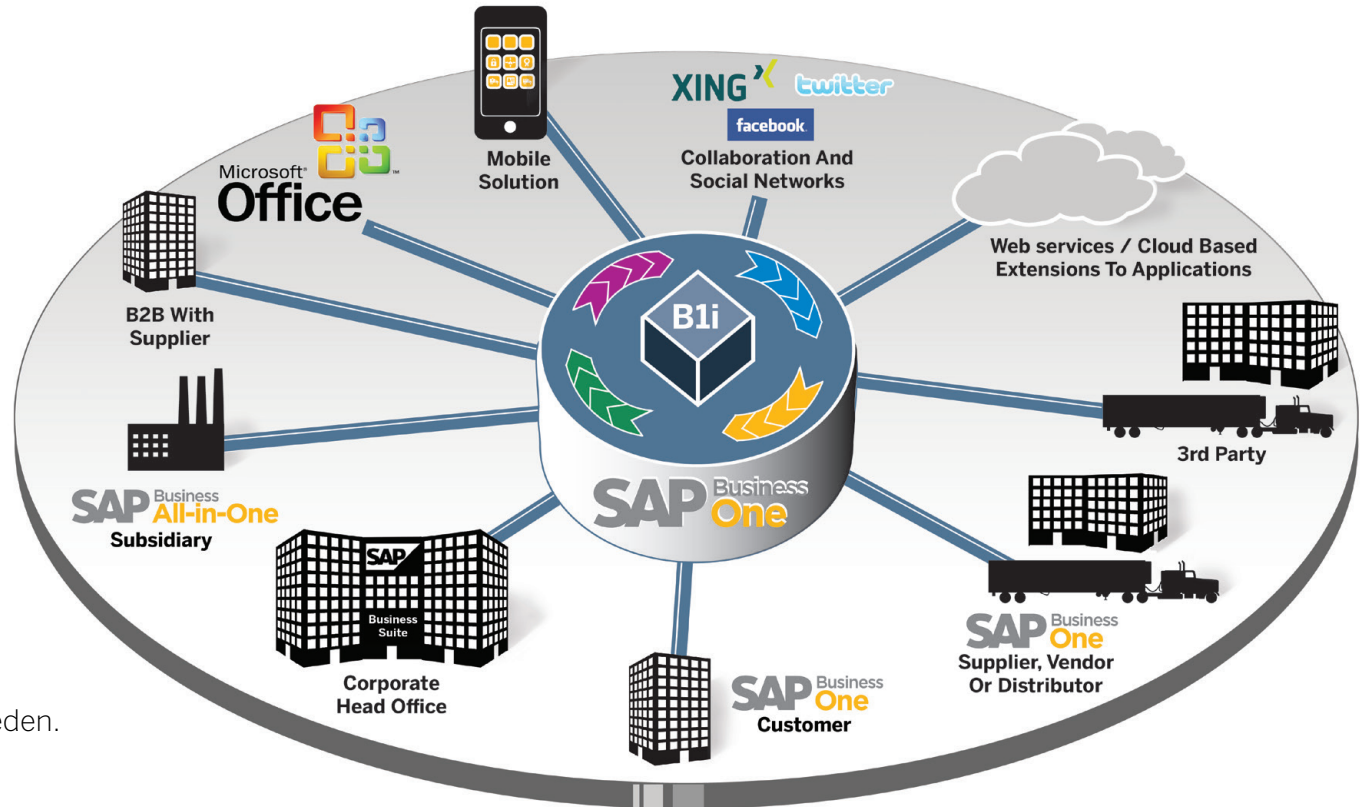 XING
twitter
facebook
Collaboration And
Social Networks
Mobile
Solution
Microsoft®
Office™
Web services / Cloud Based
Extensions To Applications
B2B With
Supplier
B1i
SAP Business
One
3rd Party
SAP Business
All-in-One
Subsidiary
SAP
Business
Suite
Corporate
Head Office
SAP Business
One
Customer
SAP Business
One
Supplier, Vendor
Or Distributor
eden.